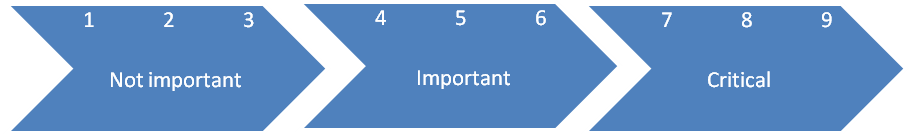 1 2 3 4 5 6 7 8 9
Not important Important Critical